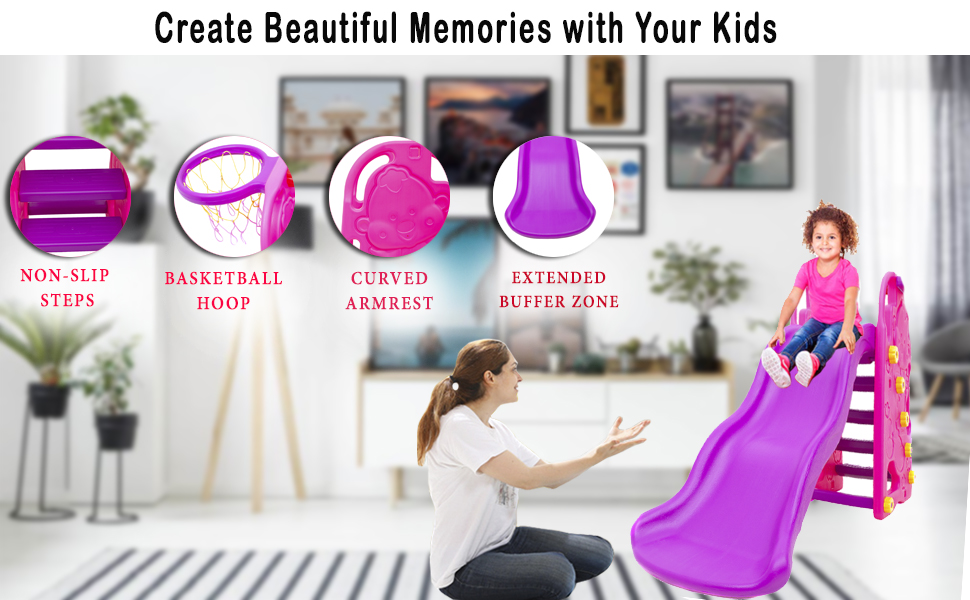 Create Beautiful Memories with Your Kids
NON-SLIP
STEPS
BASKETBALL
HOOP
CURVED
ARMREST
EXTENDED
BUFFER ZONE